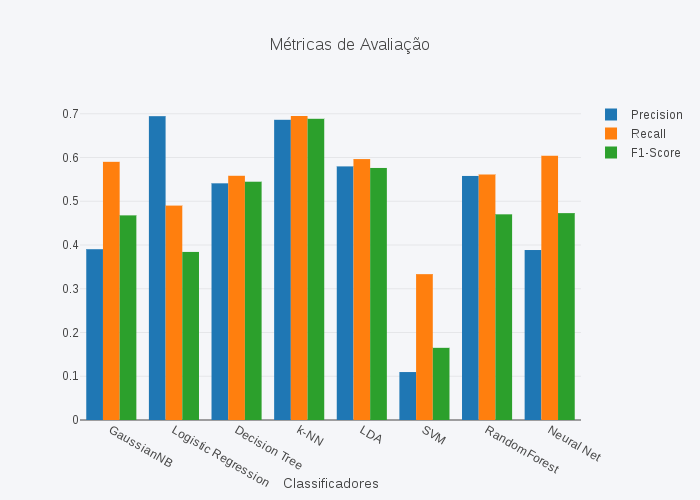 Métricas de Avaliação
0.7
0.6
0.5
0.4
0.3
0.2
0.1
0
Precision
Recall
F1-Score
GaussianNB
Logistic Regression
Decision Tree
k-NN
LDA
SVM
RandomForest
Neural Net
Classificadores